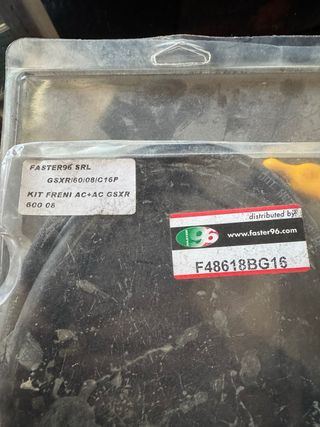 FASTER96 SRL
GSXR/60/08/C16P
KIT FRENI AC+AC GSXR
600 08
distributed by:
96
www.faster96.com
F48618BG16